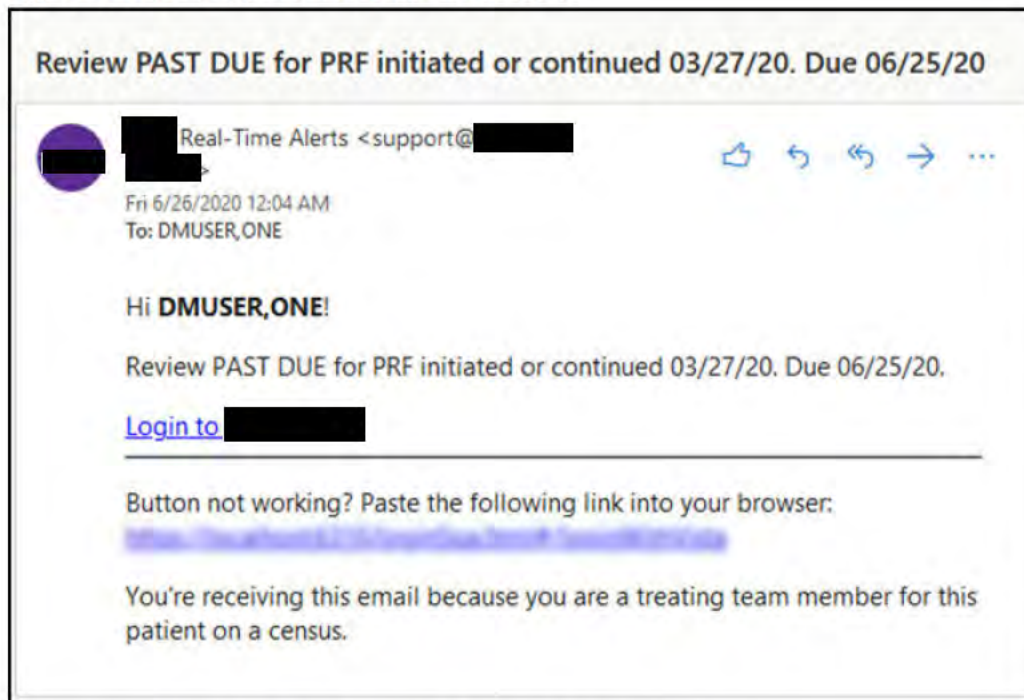 Review PAST DUE for PRF initiated or continued 03/27/20. Due 06/25/20
Real-Time Alerts <support@
>
Fri 6/26/2020 12:04 AM
To: DMUSER,ONE
Hi DMUSER,ONE!
Review PAST DUE for PRF initiated or continued 03/27/20. Due 06/25/20.
Login to
Button not working? Paste the following link into your browser:
You're receiving this email because you are a treating team member for this
patient on a census.